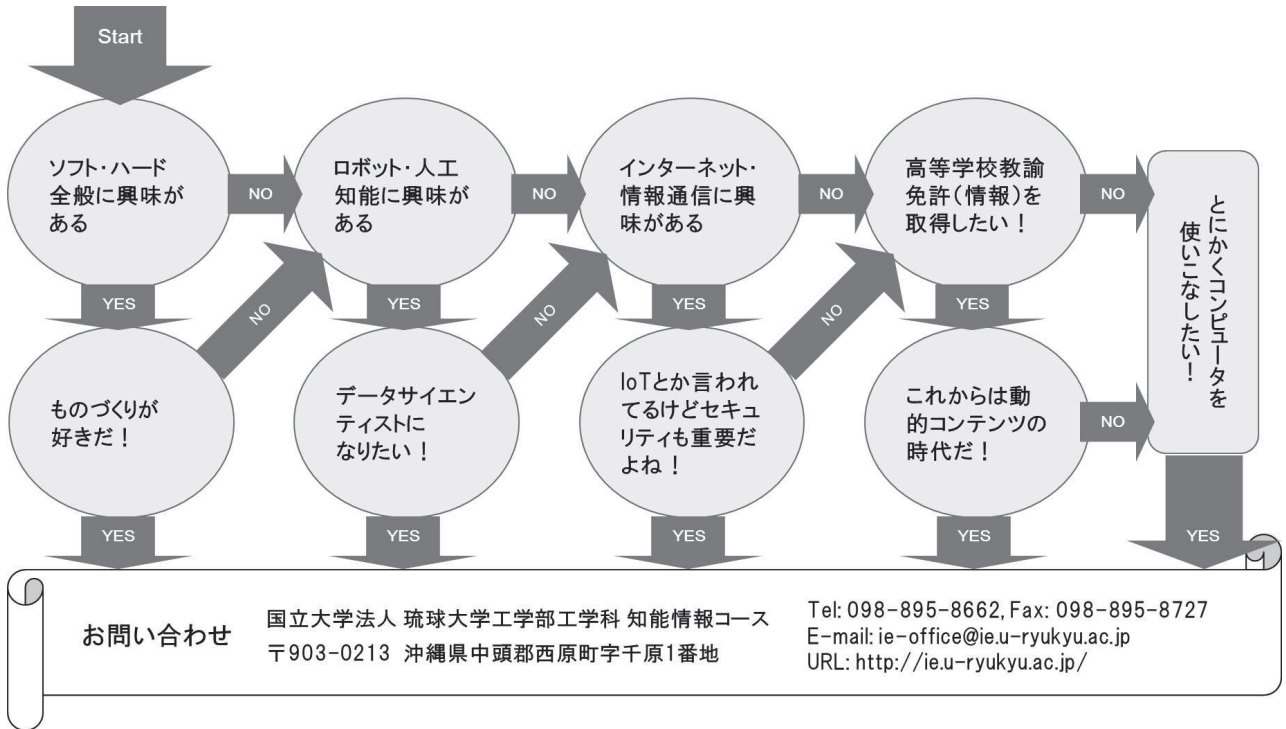 Start
ソフト・ハード
全般に興味が
ある
NO
ロボット・人工
知能に興味が
ある
NO
インターネット・
情報通信に興
味がある
NO
高等学校教諭
免許(情報)を
取得したい！
NO
とにかくコンピュータを
使いこなしたい！
YES
NO
YES
NO
YES
NO
YES
ものづくりが
好きだ！
データサイエン
ティストに
なりたい！
IoTとか言われ
てるけどセキュ
リティも重要だ
よね！
これからは動
的コンテンツの
時代だ！
NO
YES
YES
YES
YES
YES
お問い合わせ
国立大学法人 琉球大学工学部工学科 知能情報コース
〒903-0213 沖縄県中頭郡西原町字千原1番地
Tel: 098-895-8662, Fax: 098-895-8727
E-mail: ie-office@ie.u-ryukyu.ac.jp
URL: http://ie.u-ryukyu.ac.jp/